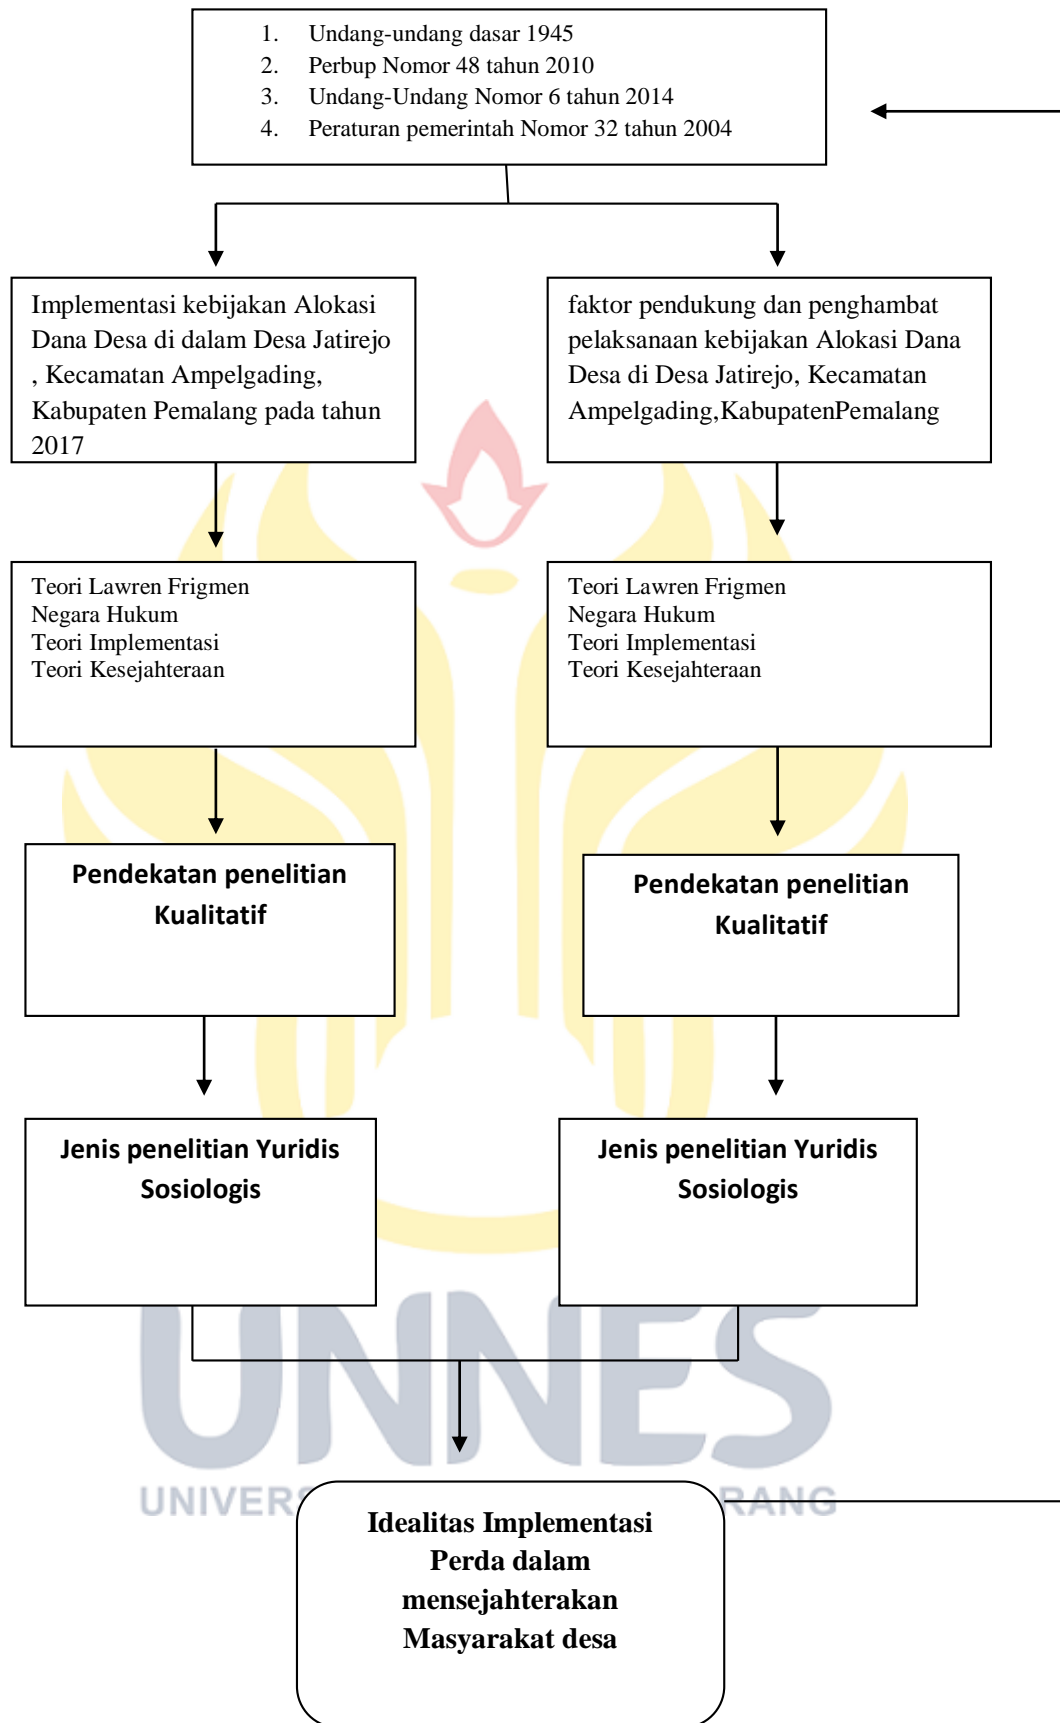 1. Undang-undang dasar 1945
2. Perbup Nomor 48 tahun 2010
3. Undang-Undang Nomor 6 tahun 2014
4. Peraturan pemerintah Nomor 32 tahun 2004
Implementasi kebijakan Alokasi
Dana Desa di dalam Desa Jatirejo
, Kecamatan Ampelgading,
Kabupaten Pemalang pada tahun
2017
faktor pendukung dan penghambat
pelaksanaan kebijakan Alokasi Dana
Desa di Desa Jatirejo, Kecamatan
Ampelgading,KabupatenPemalang
Teori Lawren Frigmen
Negara Hukum
Teori Implementasi
Teori Kesejahteraan
Teori Lawren Frigmen
Negara Hukum
Teori Implementasi
Teori Kesejahteraan
Pendekatan penelitian
Kualitatif
Pendekatan penelitian
Kualitatif
Jenis penelitian Yuridis
Sosiologis
Jenis penelitian Yuridis
Sosiologis
UNNES
Idealitas Implementasi
Perda dalam
mensejahterakan
Masyarakat desa